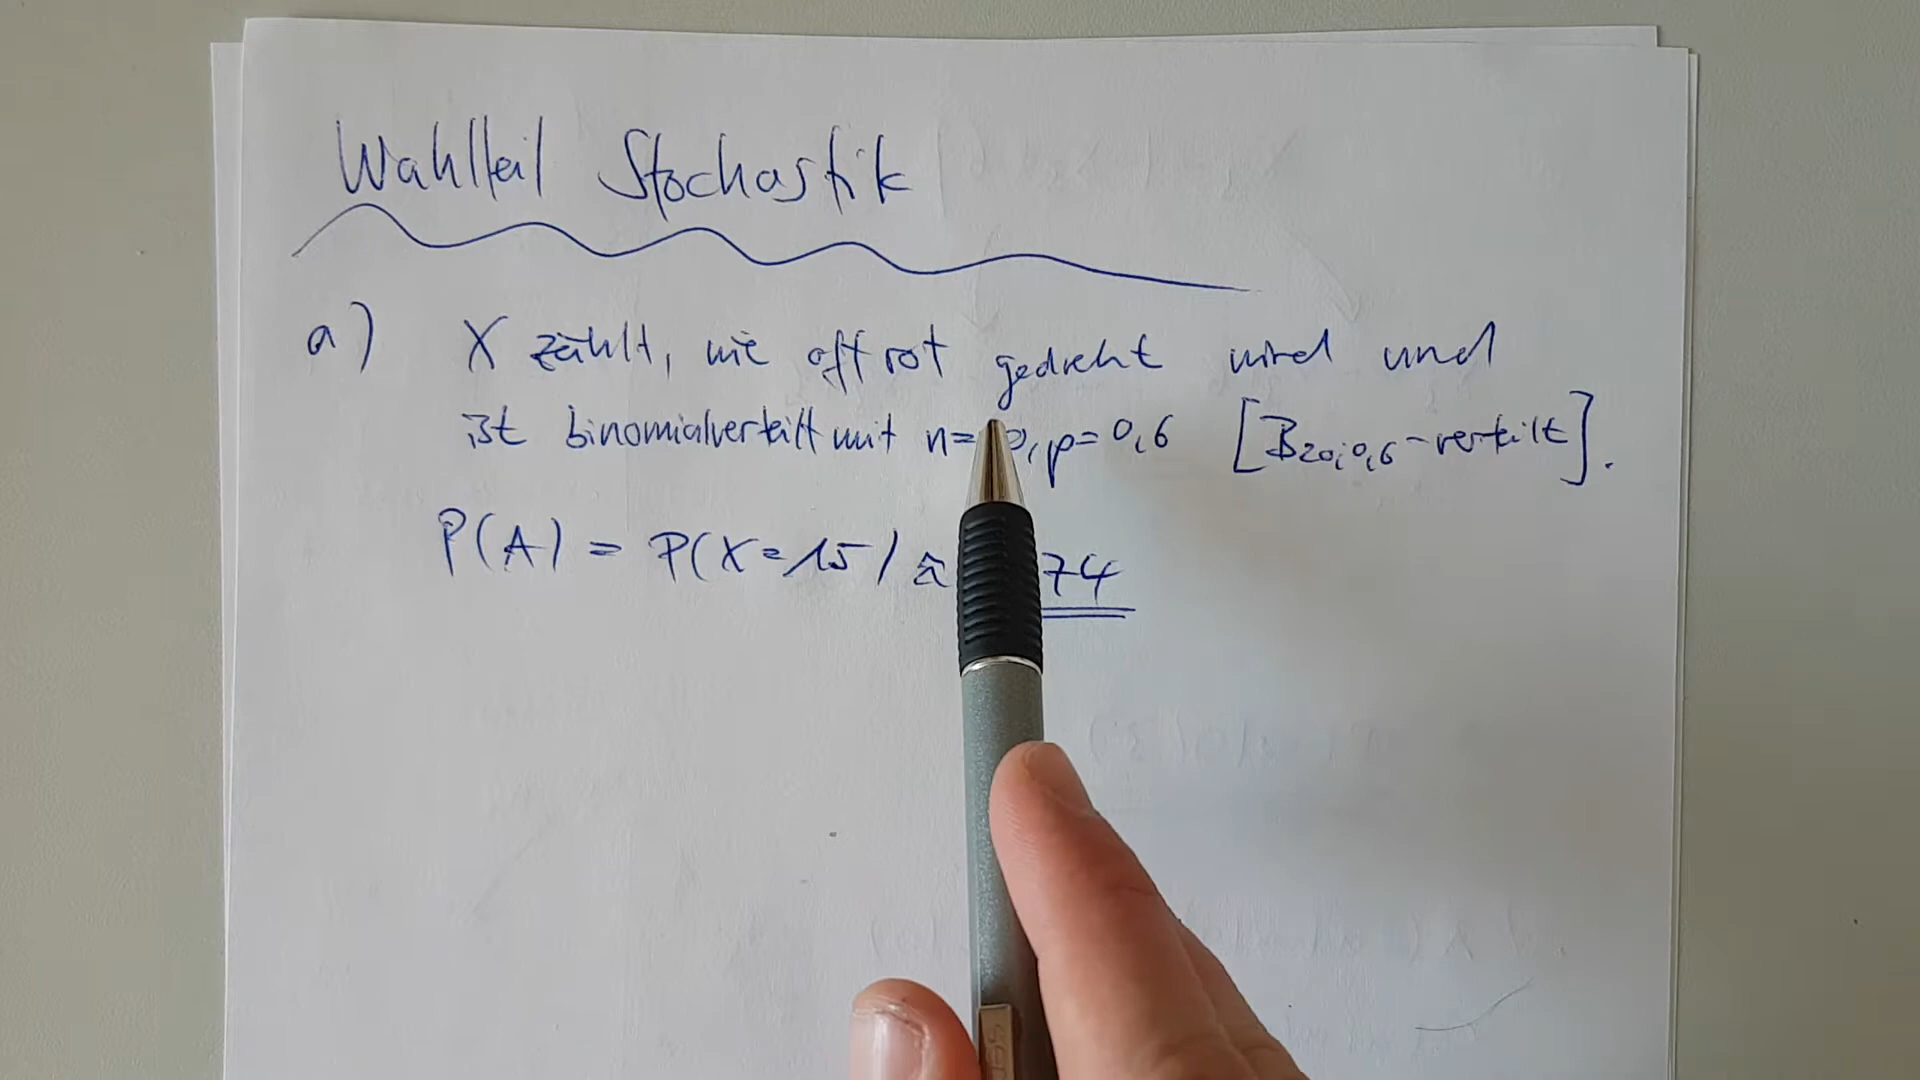 Wahlteil Stochastik
a) X zählt, wie oft rot gedreht wird und
ist binomialverteilt mit n= 0, p= 0,6 [B20;0,6-verteilt].
P(A) = P(X=15) ≈ 74